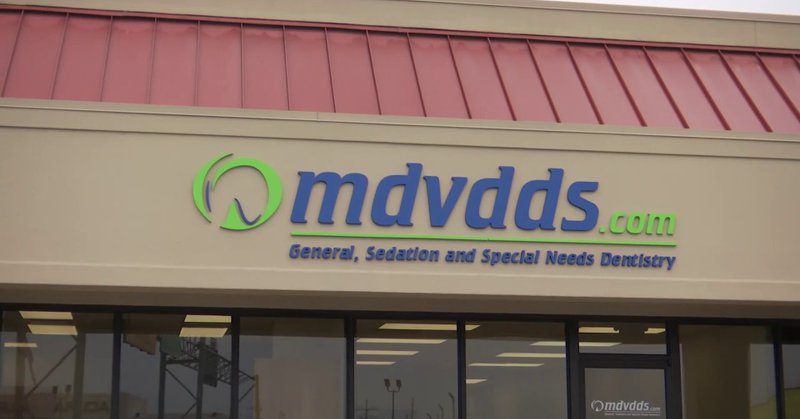 mdvdds.com
General, Sedation and Special Needs Dentistry
mdvdds.com